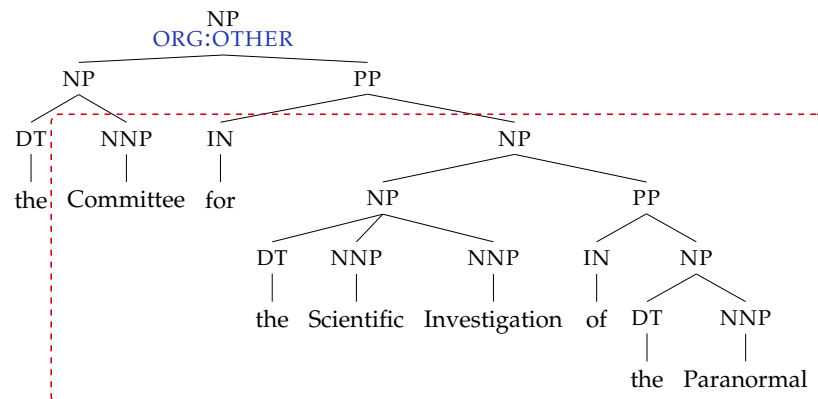 NP
ORG:OTHER
NP PP
DT NNP IN NP
the Committee for NP PP
DT NNP NNP IN NP
the Scientific Investigation of DT NNP
the Paranormal